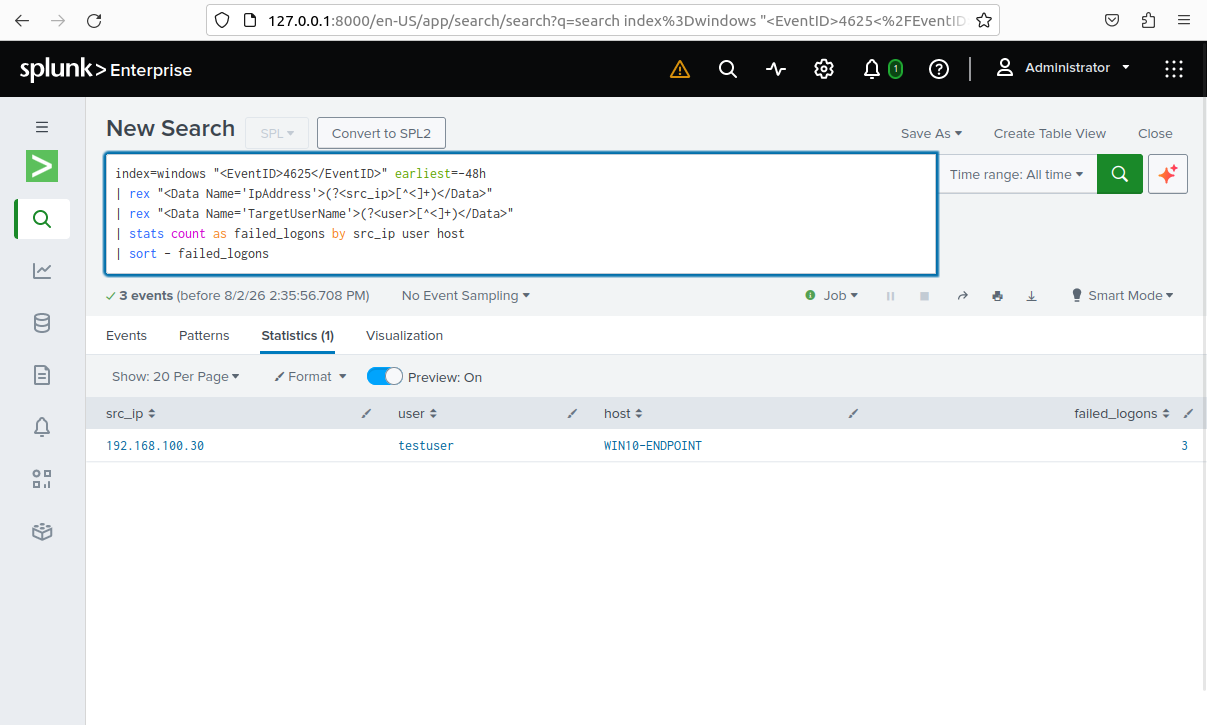 127.0.0.1:8000/en-US/app/search/search?q=search index%3Dwindows "<EventID>4625<%2FEventID
splunk> Enterprise
1
Administrator
New Search
SPL
Convert to SPL2
Save As
Create Table View
Close
index=windows "<EventID>4625</EventID>" earliest=-48h
| rex "<Data Name='IpAddress'>(?<src_ip>[^<]+)</Data>"
| rex "<Data Name='TargetUserName'>(?<user>[^<]+)</Data>"
| stats count as failed_logons by src_ip user host
| sort - failed_logons
Time range: All time
3 events (before 8/2/26 2:35:56.708 PM)
No Event Sampling
Job
Smart Mode
Events
Patterns
Statistics (1)
Visualization
Show: 20 Per Page
Format
Preview: On
src_ip
user
host
failed_logons
192.168.100.30
testuser
WIN10-ENDPOINT
3